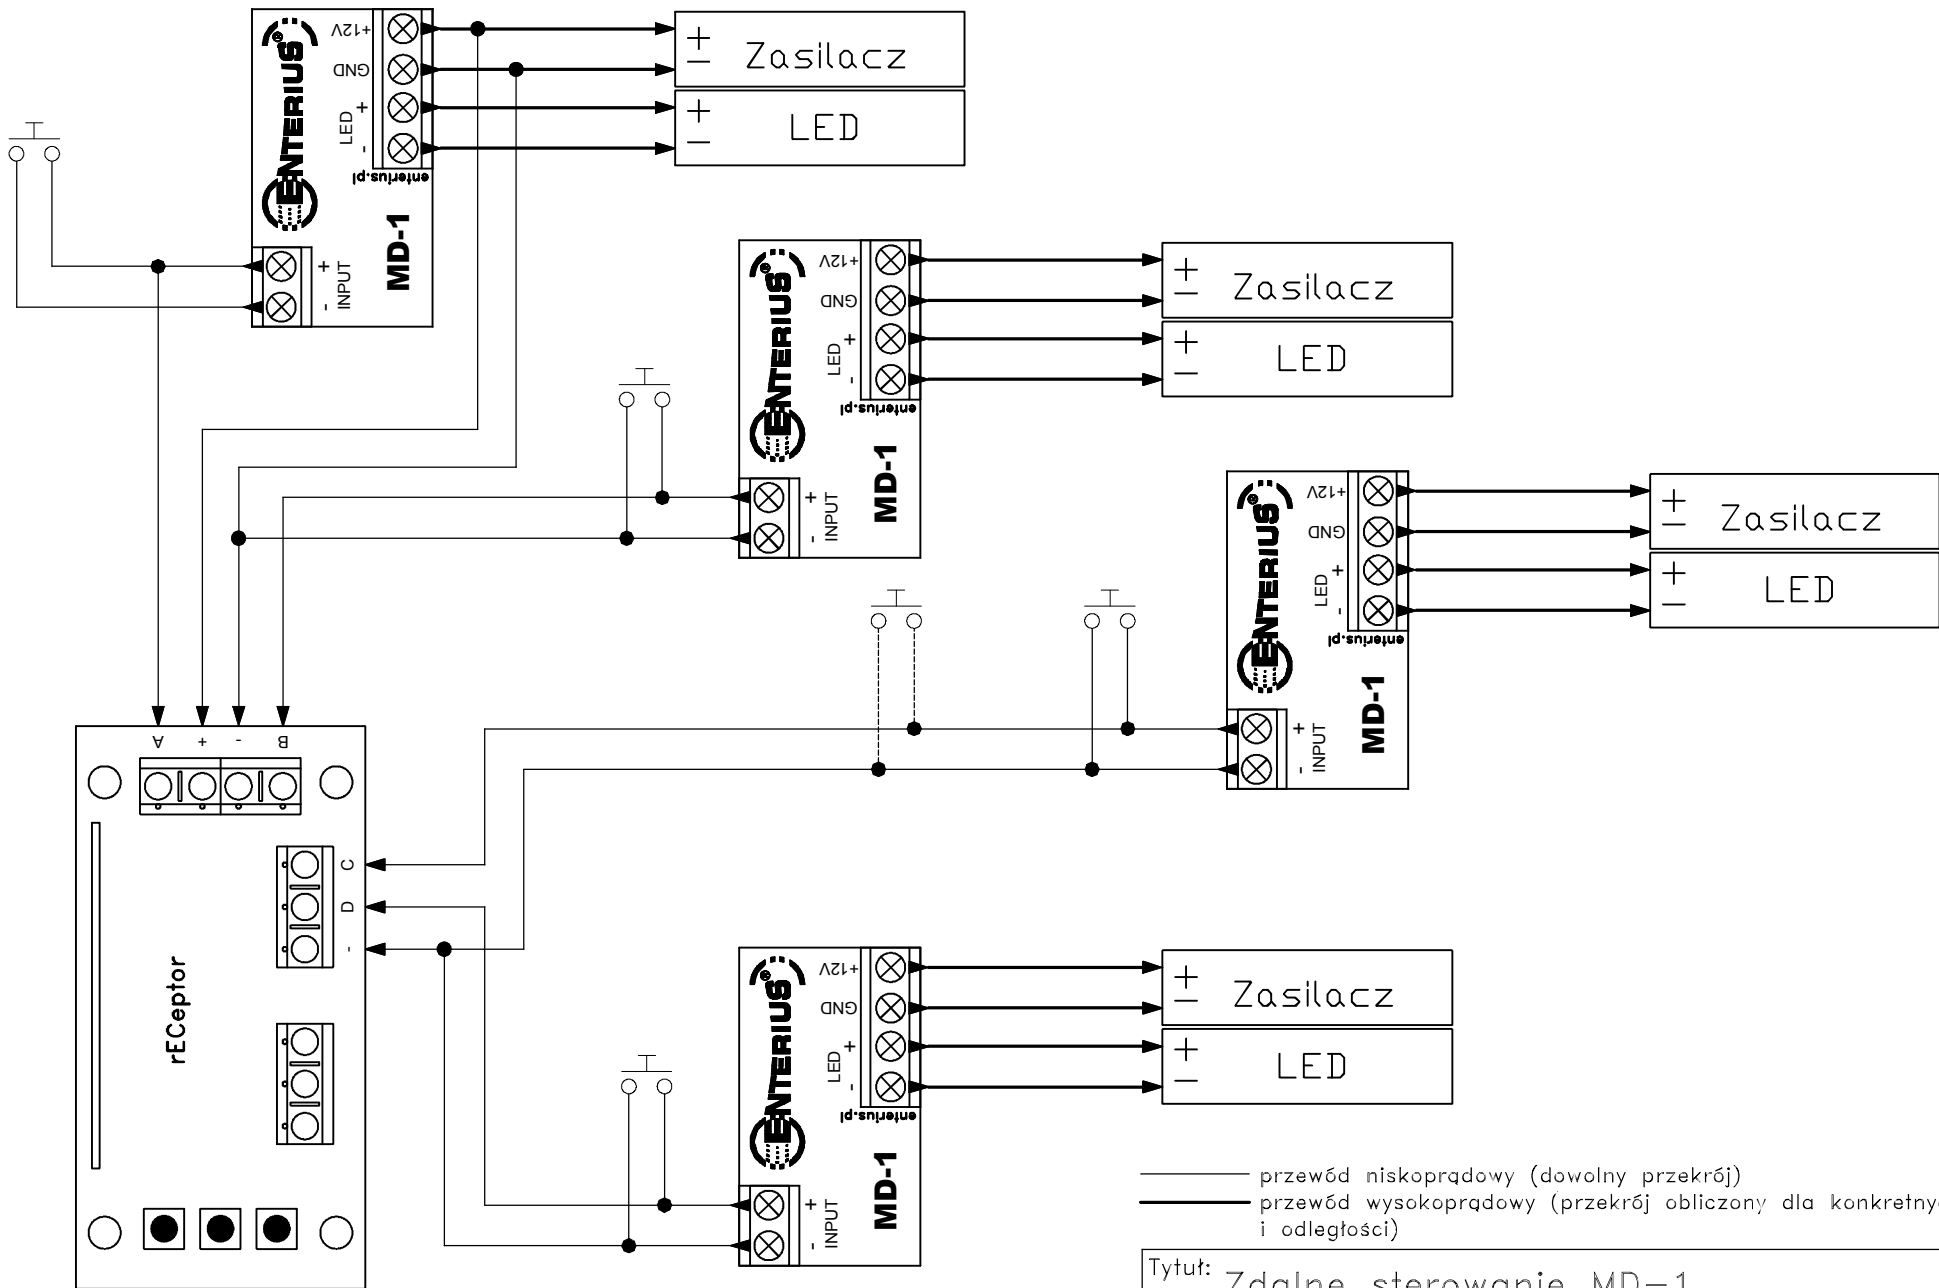 ENTERIUS®
+12V
GND
LED + -
enterius.pl
MD-1
+ - INPUT
+ - Zasilacz
+ - LED
ENTERIUS®
+12V
GND
LED + -
enterius.pl
MD-1
+ - INPUT
+ - Zasilacz
+ - LED
ENTERIUS®
+12V
GND
LED + -
enterius.pl
MD-1
+ - INPUT
+ - Zasilacz
+ - LED
A + - B
C
D
-
rECeptor
ENTERIUS®
+12V
GND
LED + -
enterius.pl
MD-1
+ - INPUT
+ - Zasilacz
+ - LED
przewód niskoprądowy (dowolny przekrój)
przewód wysokoprądowy (przekrój obliczony dla konkretny
i odległości)
Tytuł: Zdalne sterowanie MD-1